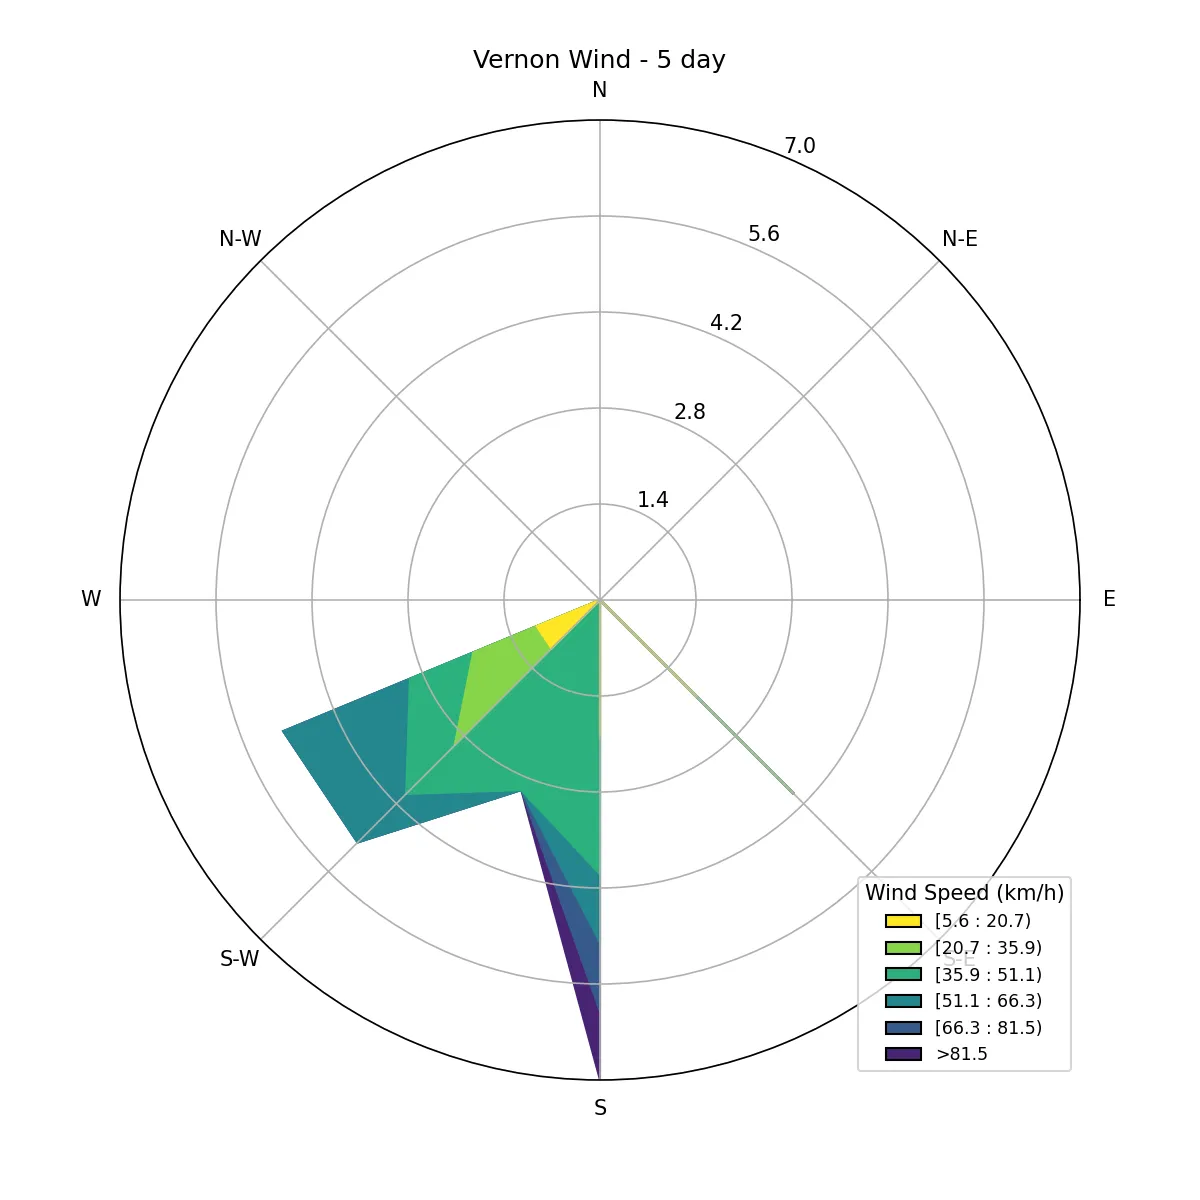 Vernon Wind - 5 day
N
7.0
5.6
N-W
N-E
4.2
2.8
1.4
W
E
Wind Speed (km/h)
[5.6 : 20.7)
[20.7 : 35.9)
S-W
S-E
[35.9 : 51.1)
[51.1 : 66.3)
[66.3 : 81.5)
>81.5
S